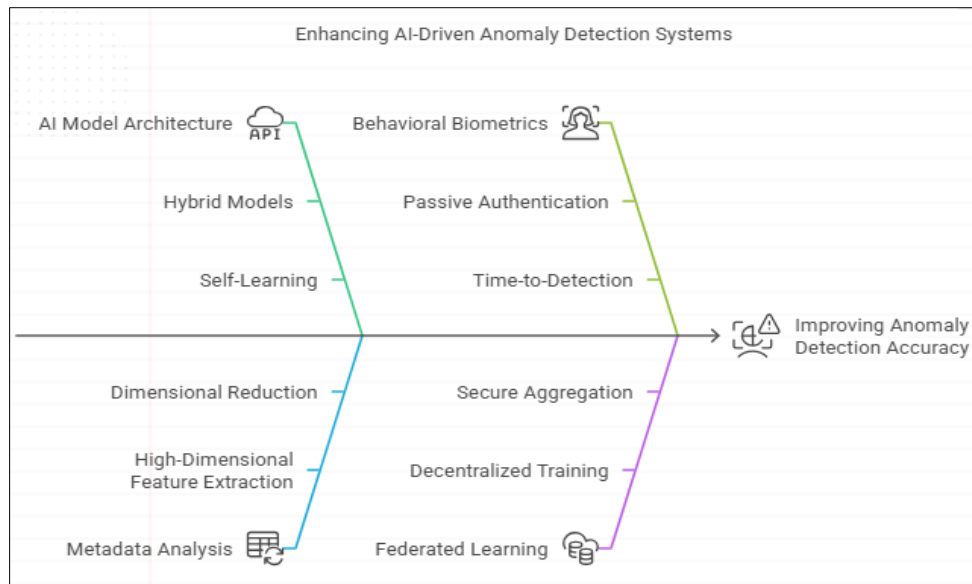 Enhancing AI-Driven Anomaly Detection Systems
AI Model Architecture
API
Behavioral Biometrics
Hybrid Models
Passive Authentication
Self-Learning
Time-to-Detection
Improving Anomaly
Detection Accuracy
Dimensional Reduction
Secure Aggregation
High-Dimensional
Feature Extraction
Decentralized Training
Metadata Analysis
Federated Learning